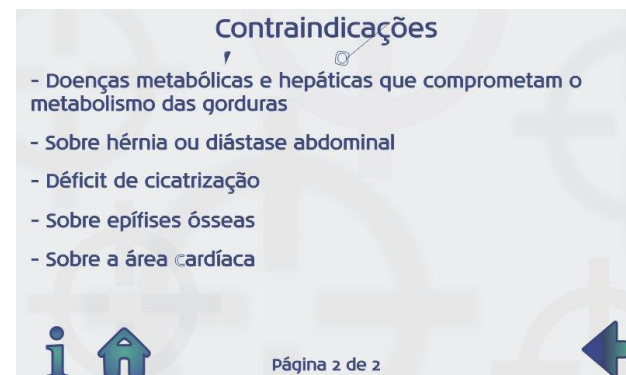 Contraindicações
- Doenças metabólicas e hepáticas que comprometam o
metabolismo das gorduras
- Sobre hérnia ou diástase abdominal
- Déficit de cicatrização
- Sobre epífises ósseas
- Sobre a área cardíaca
Página 2 de 2